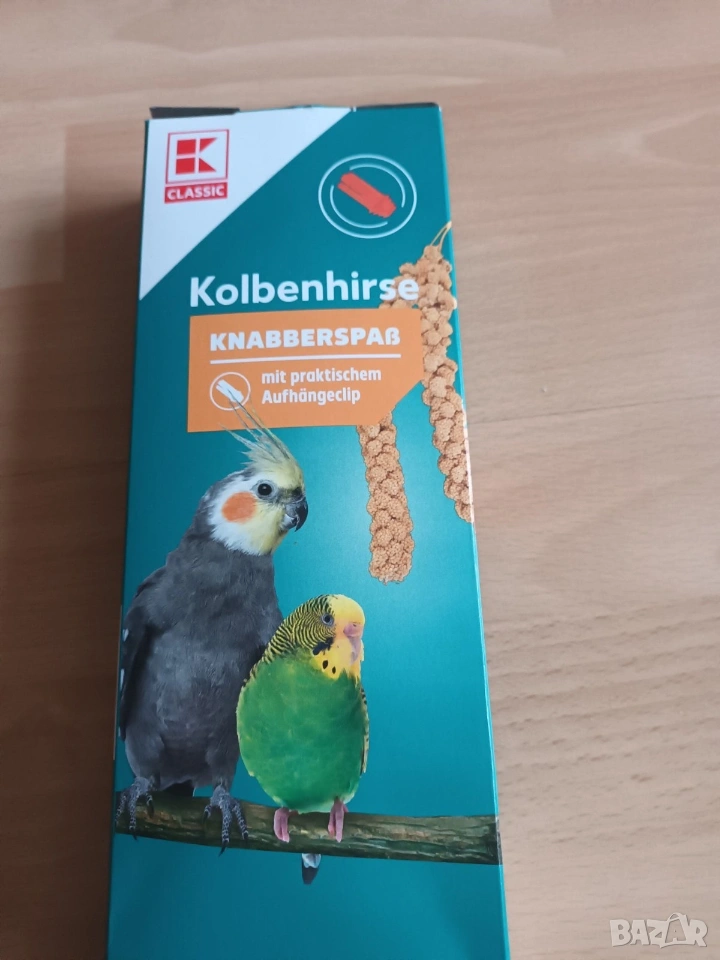 K
CLASSIC
Kolbenhirse
KNABBERSPAß
mit praktischem
Aufhängeclip
BAZAR